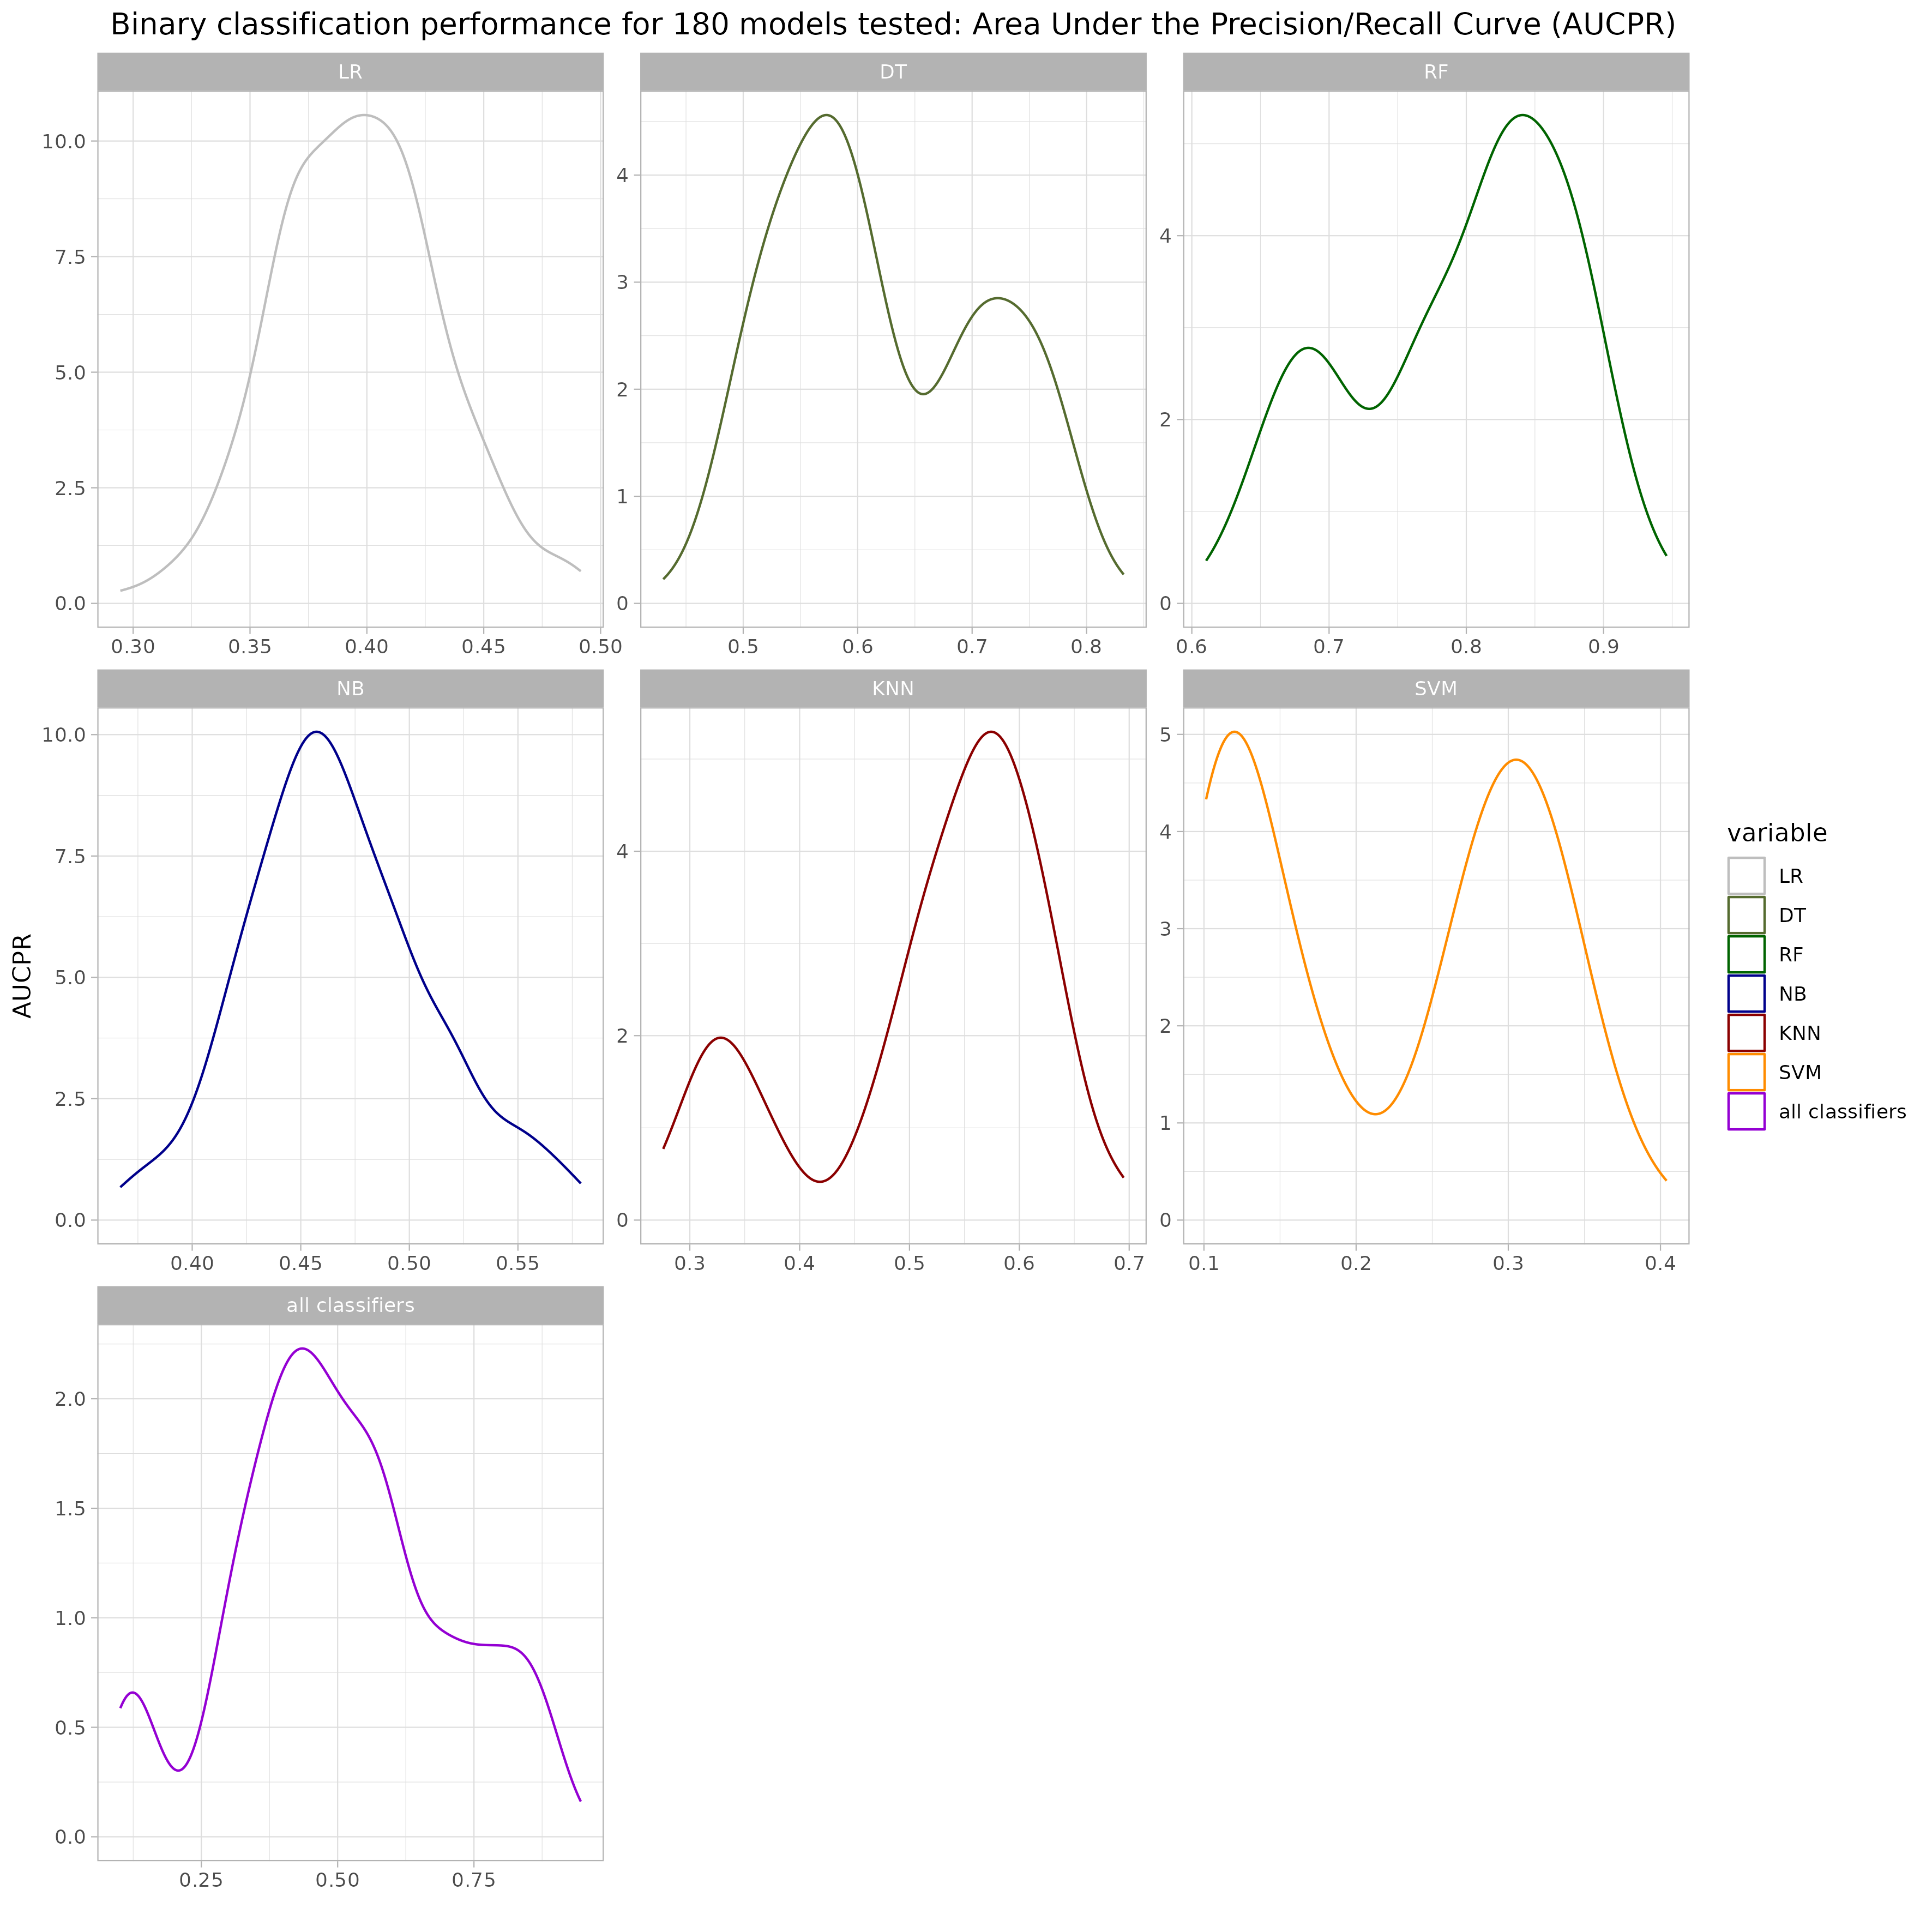 Binary classification performance for 180 models tested: Area Under the Precision/Recall Curve (AUCPR)
LR
DT
RF
10.0
7.5
5.0
2.5
0.0
0.30 0.35 0.40 0.45 0.50
4
3
2
1
0
0.5 0.6 0.7 0.8
4
2
0
0.6 0.7 0.8 0.9
NB
KNN
SVM
10.0
7.5
5.0
2.5
0.0
0.40 0.45 0.50 0.55
4
2
0
0.3 0.4 0.5 0.6 0.7
5
4
3
2
1
0
0.1 0.2 0.3 0.4
all classifiers
2.0
1.5
1.0
0.5
0.0
0.25 0.50 0.75
AUCPR
variable
LR
DT
RF
NB
KNN
SVM
all classifiers